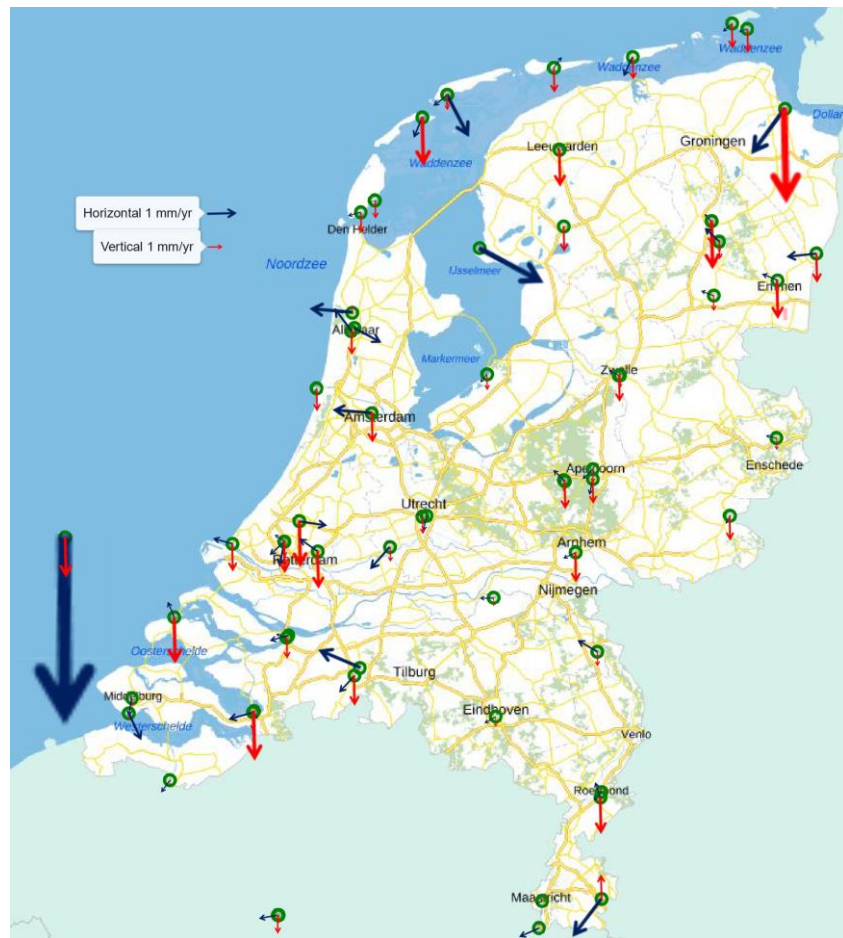 Waddenzee
Waddenzee
Dollar
Groningen
Leeuwarden
Waddenzee
Horizontal 1 mm/yr
Den Helder
Vertical 1 mm/yr
Noordzee
IJsselmeer
Emmen
Alkmaar
Markermeer
Zwolle
Amsterdam
Enschede
Apeldoorn
Utrecht
Arnhem
Rotterdam
Nijmegen
Oosterschelde
Tilburg
Middelburg
Eindhoven
Westerschelde
Venlo
Roermond
Maastricht